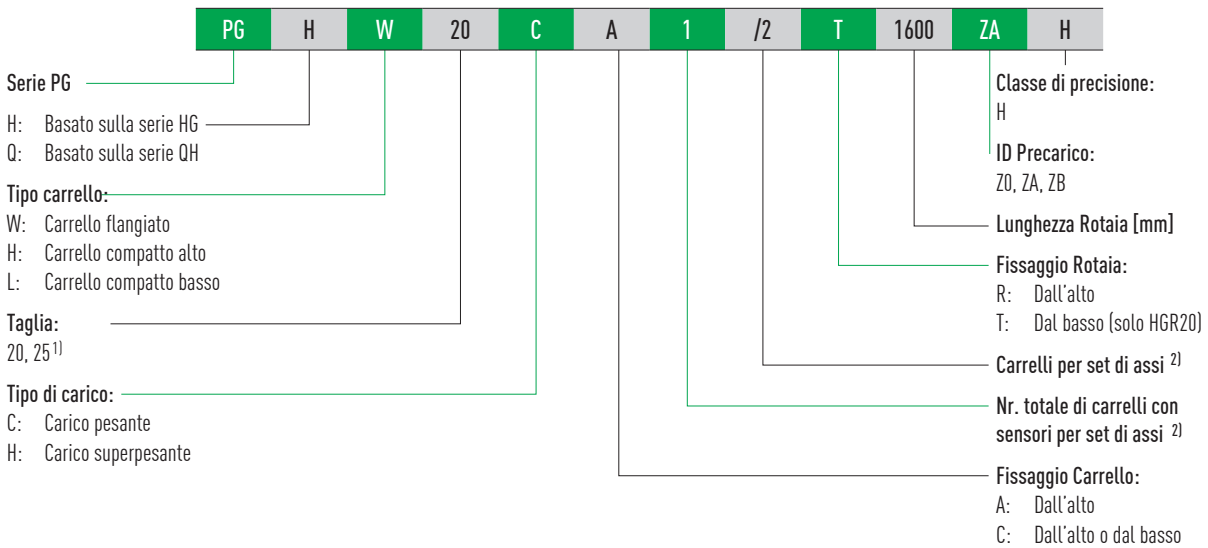 PG H W 20 C A 1 /2 T 1600 ZA H
Serie PG
H: Basato sulla serie HG
Q: Basato sulla serie QH
Tipo carrello:
W: Carrello flangiato
H: Carrello compatto alto
L: Carrello compatto basso
Taglia:
20, 25 1)
Tipo di carico:
C: Carico pesante
H: Carico superpesante
Classe di precisione:
H
ID Precarico:
Z0, ZA, ZB
Lunghezza Rotaia [mm]
Fissaggio Rotaia:
R: Dall'alto
T: Dal basso (solo HGR20)
Carrelli per set di assi 2)
Nr. totale di carrelli con
sensori per set di assi 2)
Fissaggio Carrello:
A: Dall'alto
C: Dall'alto o dal basso